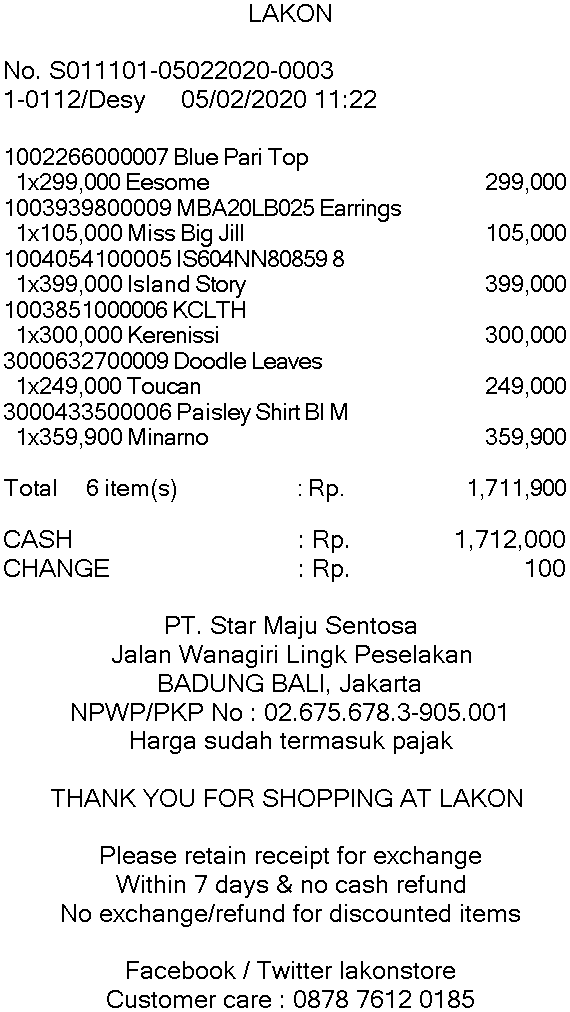 LAKON
No. S011101-05022020-0003
1-0112/Desy 05/02/2020 11:22
1002266000007 Blue Pari Top
1x299,000 Eesome 299,000
1003939800009 MBA20LB025 Earrings
1x105,000 Miss Big Jill 105,000
1004054100005 IS604NN80859 8
1x399,000 Island Story 399,000
1003851000006 KCLTH
1x300,000 Kerenissi 300,000
3000632700009 Doodle Leaves
1x249,000 Toucan 249,000
3000433500006 Paisley Shirt Bl M
1x359,900 Minarno 359,900
Total 6 item(s) : Rp. 1,711,900
CASH : Rp. 1,712,000
CHANGE : Rp. 100
PT. Star Maju Sentosa
Jalan Wanagiri Lingk Peselakan
BADUNG BALI, Jakarta
NPWP/PKP No : 02.675.678.3-905.001
Harga sudah termasuk pajak
THANK YOU FOR SHOPPING AT LAKON
Please retain receipt for exchange
Within 7 days & no cash refund
No exchange/refund for discounted items
Facebook / Twitter lakonstore
Customer care : 0878 7612 0185